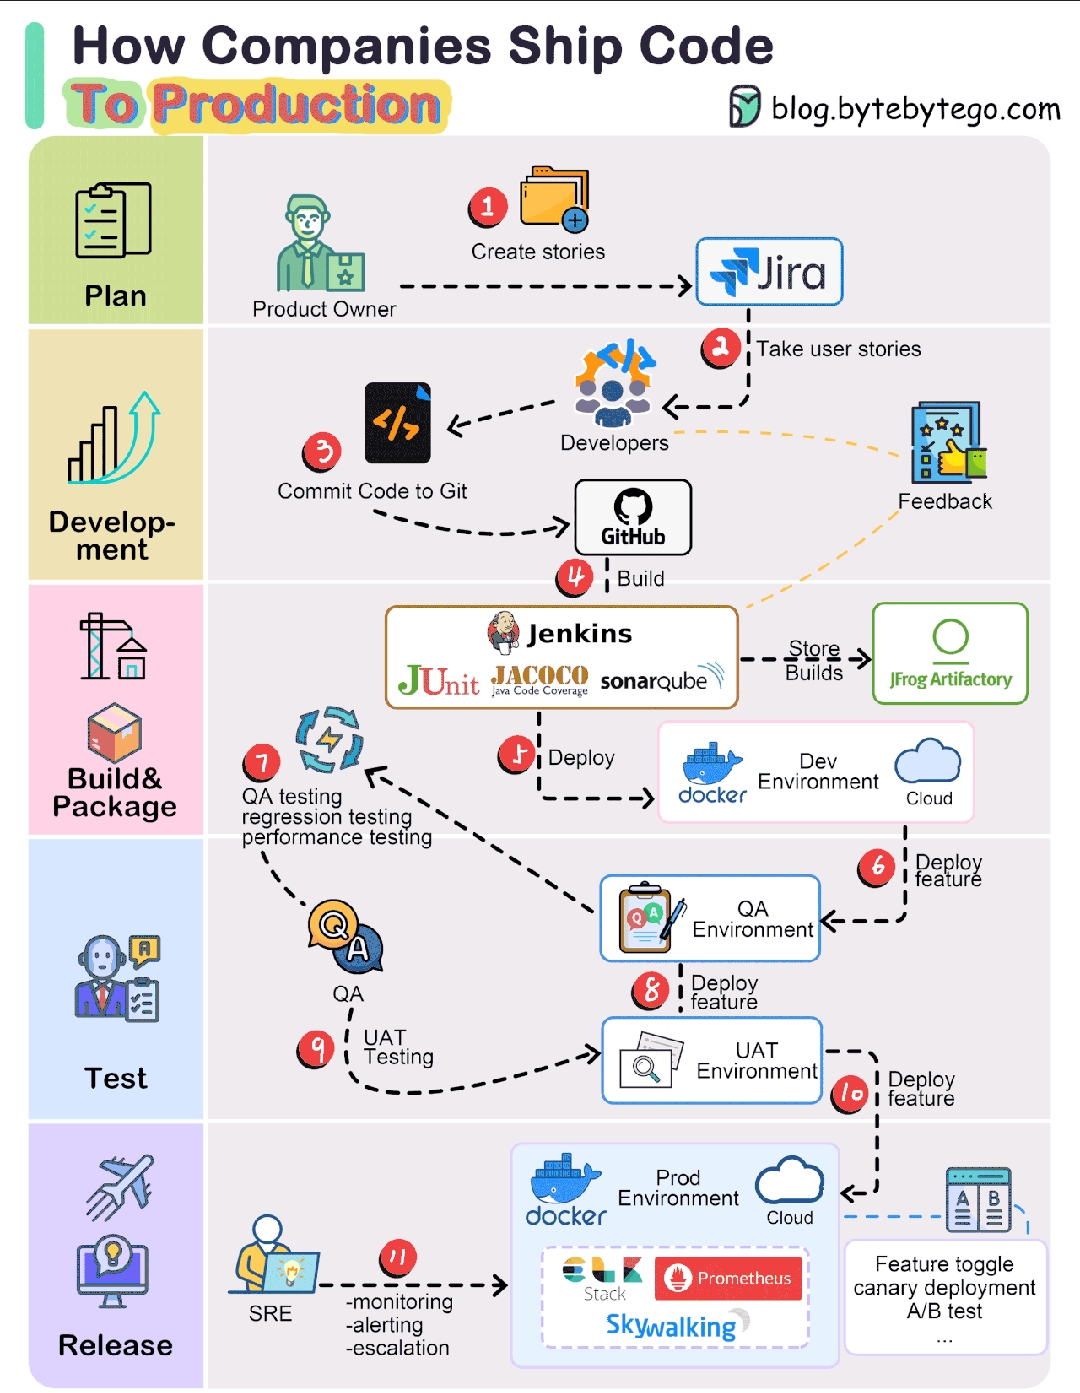 How Companies Ship Code
To Production
blog.bytebytego.com
Plan
Product Owner
1
Create stories
Jira
2
Take user stories
Develop-
ment
Developers
</>
3
Commit Code to Git
GitHub
Feedback
4
Build
Build&
Package
Jenkins
JUnit
JACOCO
Java Code Coverage
sonarqube
Store
Builds
JFrog Artifactory
5
Deploy
docker
Dev
Environment
Cloud
7
QA testing
regression testing
performance testing
6
Deploy
feature
Test
A
Q A
QA
Environment
Q
A
QA
8
Deploy
feature
9
UAT
Testing
UAT
Environment
10
Deploy
feature
Release
SRE
11
-monitoring
-alerting
-escalation
docker
Prod
Environment
Cloud
ELK
Stack
Prometheus
Skywalking
A B
Feature toggle
canary deployment
A/B test
...